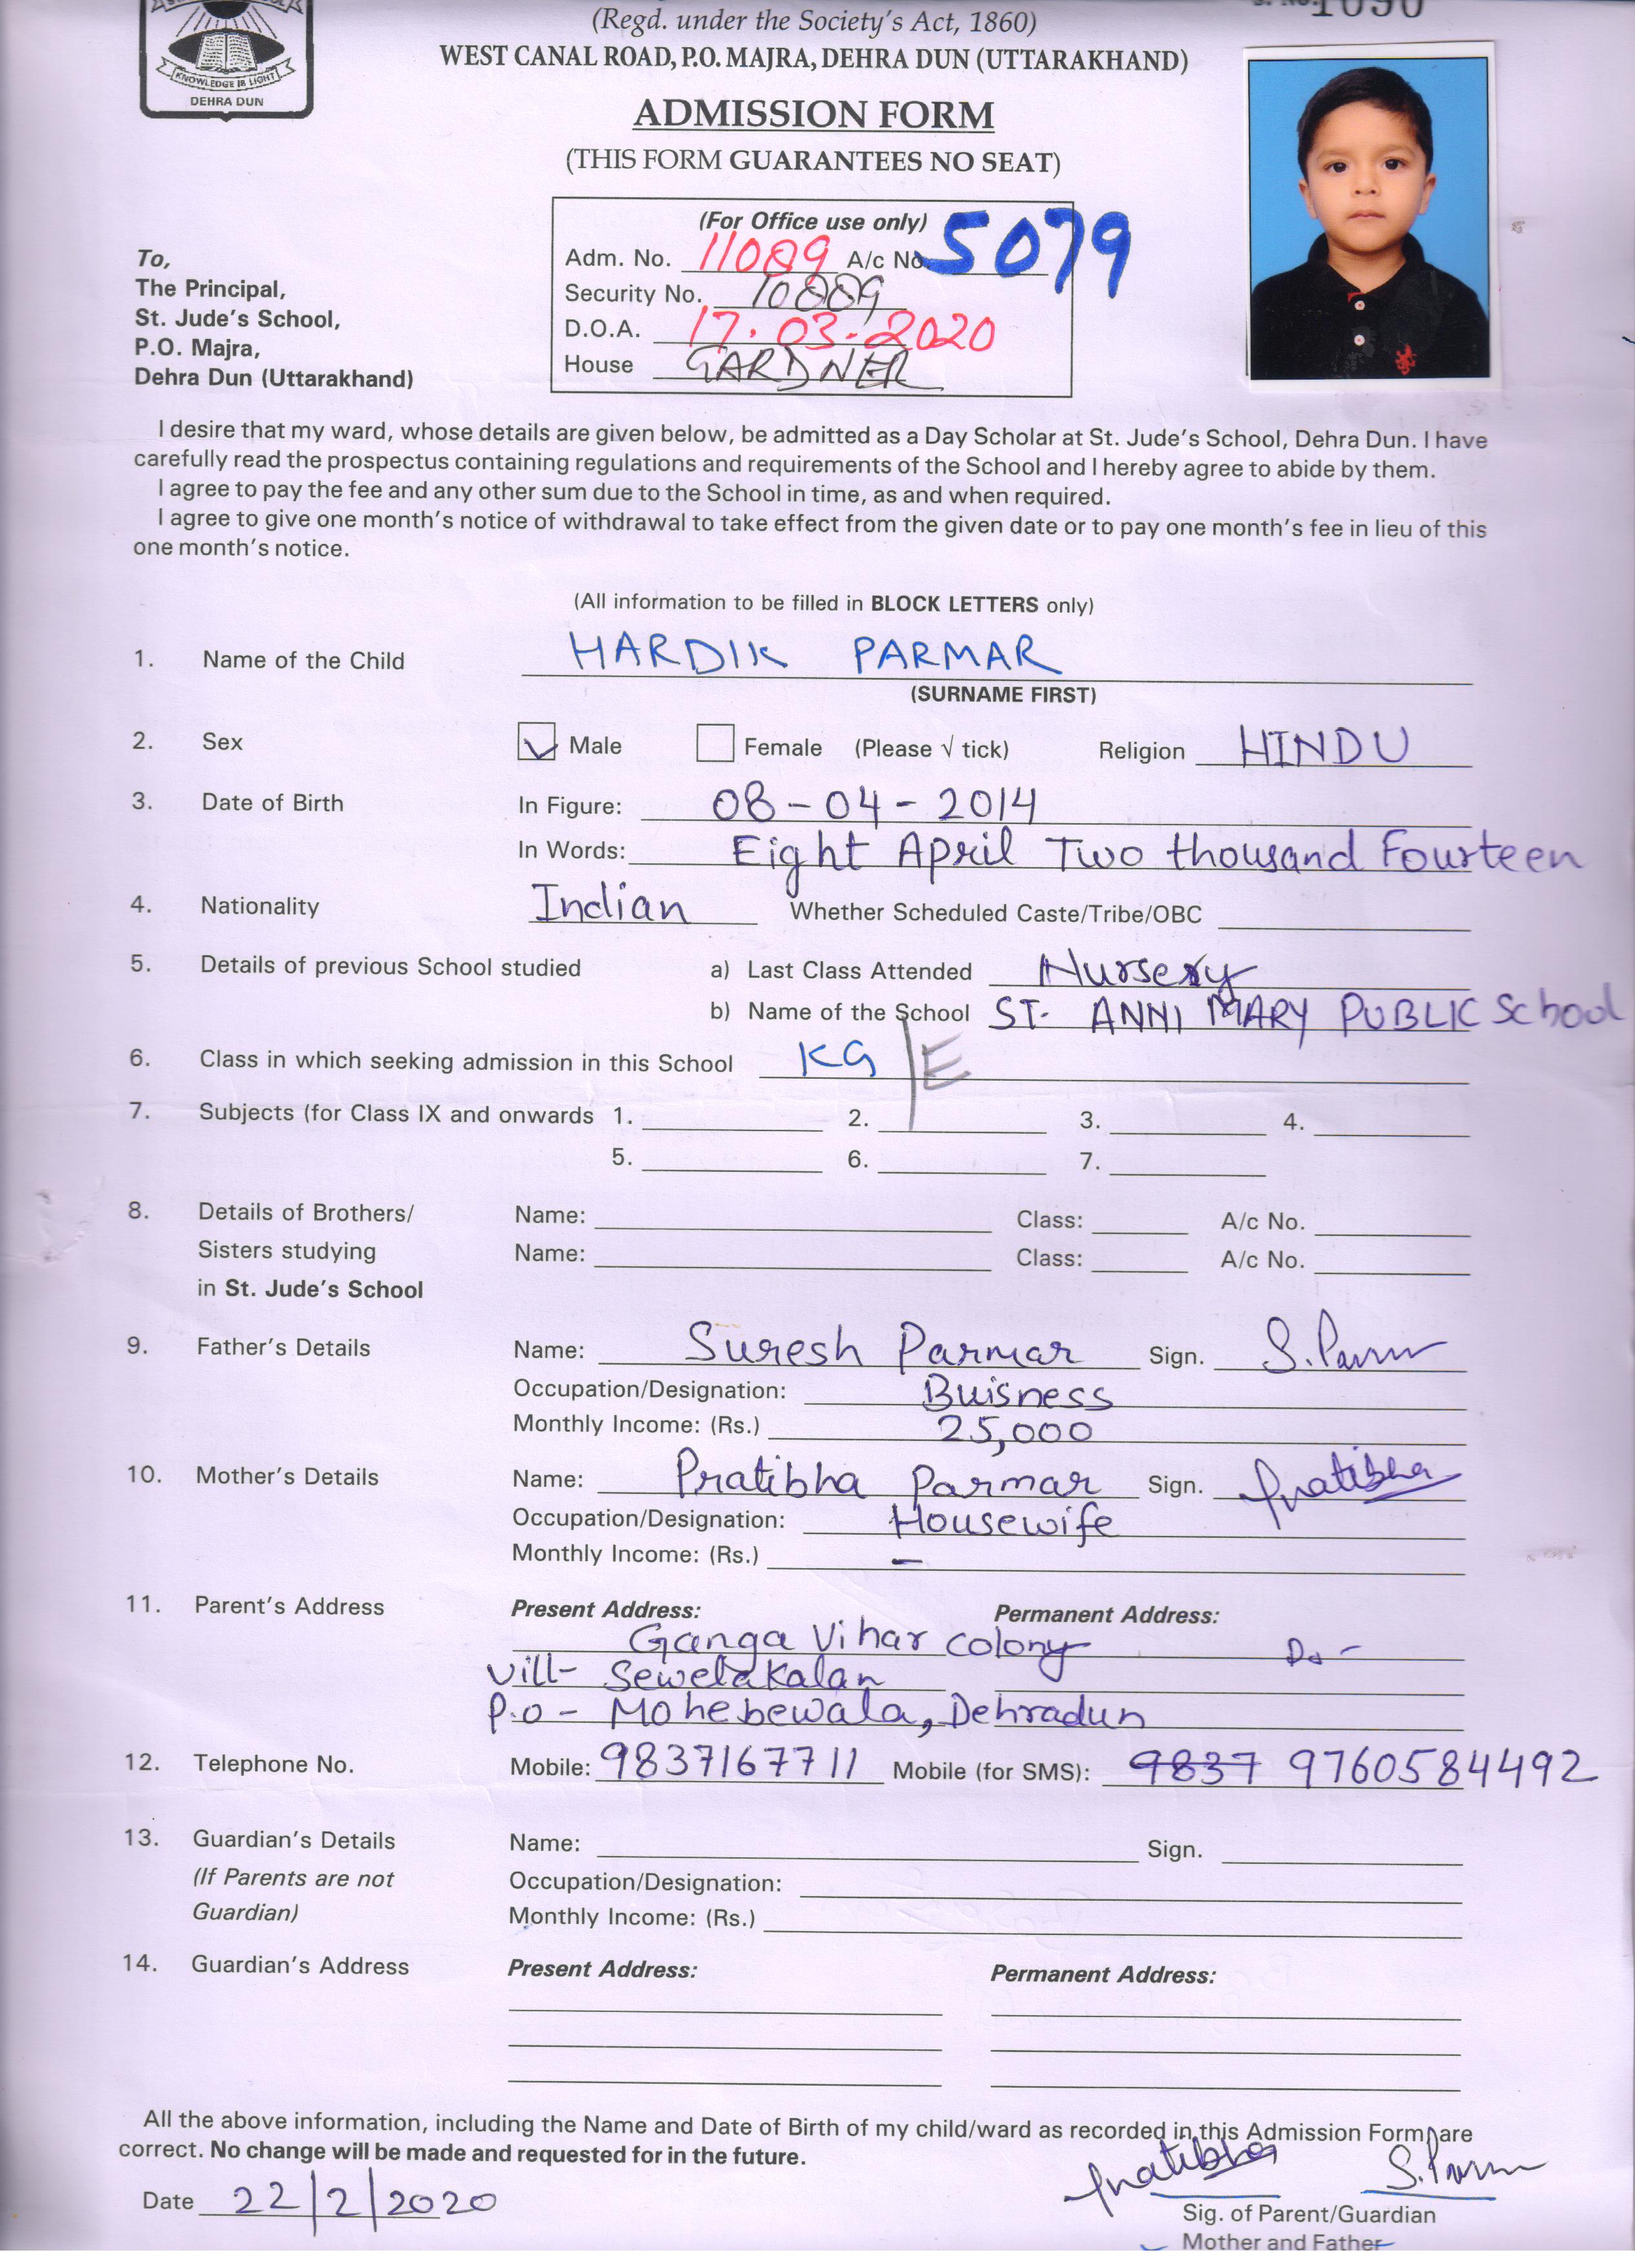 KNOWLEDGE IS LIGHT
DEHRA DUN
(Regd. under the Society's Act, 1860)
WEST CANAL ROAD, P.O. MAJRA, DEHRA DUN (UTTARAKHAND)
ADMISSION FORM
(THIS FORM GUARANTEES NO SEAT)
(For Office use only)
Adm. No. 11089 A/c No. 5079
Security No. 10889
D.O.A. 17.03-2020
House GARDNER
To,
The Principal,
St. Jude's School,
P.O. Majra,
Dehra Dun (Uttarakhand)
I desire that my ward, whose details are given below, be admitted as a Day Scholar at St. Jude's School, Dehra Dun. I have
carefully read the prospectus containing regulations and requirements of the School and I hereby agree to abide by them.
I agree to pay the fee and any other sum due to the School in time, as and when required.
I agree to give one month's notice of withdrawal to take effect from the given date or to pay one month's fee in lieu of this
one month's notice.
(All information to be filled in BLOCK LETTERS only)
1. Name of the Child HARDIK PARMAR
(SURNAME FIRST)
2. Sex Male Female (Please √ tick) Religion HINDU
3. Date of Birth In Figure: 08-04-2014
In Words: Eight April Two thousand Fourteen
4. Nationality Indian Whether Scheduled Caste/Tribe/OBC
5. Details of previous School studied a) Last Class Attended Nursery
b) Name of the School ST. ANNI MARY PUBLIC School
6. Class in which seeking admission in this School KG | E
7. Subjects (for Class IX and onwards 1. 2. 3. 4.
5. 6. 7.
8. Details of Brothers/ Name: Class: A/c No.
Sisters studying Name: Class: A/c No.
in St. Jude's School
9. Father's Details Name: Suresh Parmar Sign. S.Parmar
Occupation/Designation: Buisness
Monthly Income: (Rs.) 25,000
10. Mother's Details Name: Pratibha Parmar Sign. Pratibha
Occupation/Designation: Housewife
Monthly Income: (Rs.) –
11. Parent's Address Present Address: Permanent Address:
Ganga Vihar colony Do -
Vill- Sewela Kalan
P.o - Mohebewala, Dehradun
12. Telephone No. Mobile: 9837167711 Mobile (for SMS): 9837 9760584492
13. Guardian's Details Name: Sign.
(If Parents are not Occupation/Designation:
Guardian) Monthly Income: (Rs.)
14. Guardian's Address Present Address: Permanent Address:
All the above information, including the Name and Date of Birth of my child/ward as recorded in this Admission Form are
correct. No change will be made and requested for in the future.
Pratibha S.Parmar
Date 22/2/2020
Sig. of Parent/Guardian
Mother and Father